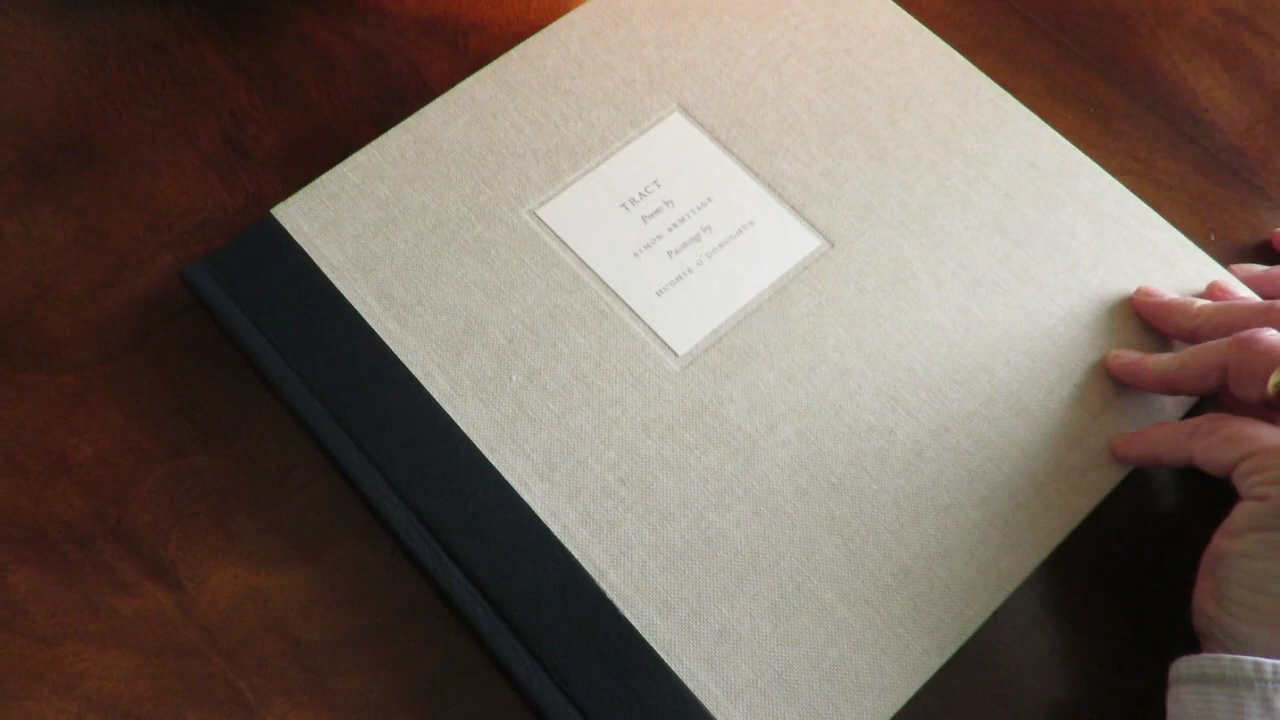 TRACT
Poems by
SIMON ARMITAGE
Paintings by
HUGHIE O'DONOGHUE